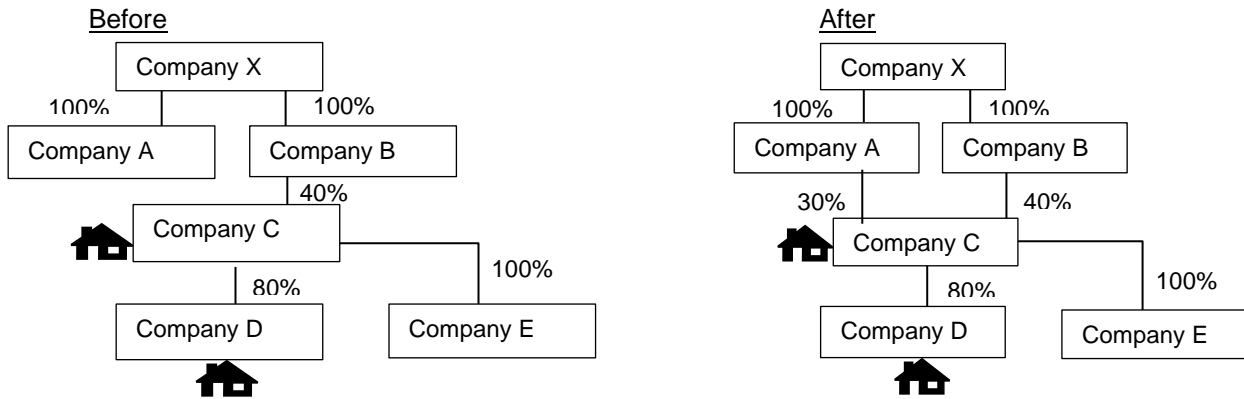 Before
Company X
100%
100%
Company A
Company B
40%
Company C
100%
80%
Company D
Company E
After
Company X
100%
100%
Company A
Company B
30%
40%
Company C
100%
80%
Company D
Company E